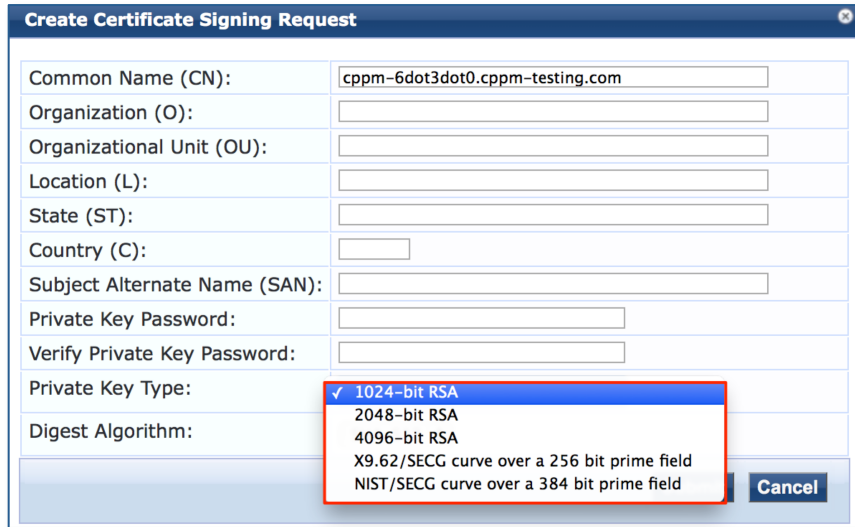 Create Certificate Signing Request
Common Name (CN): cppm-6dot3dot0.cppm-testing.com
Organization (O):
Organizational Unit (OU):
Location (L):
State (ST):
Country (C):
Subject Alternate Name (SAN):
Private Key Password:
Verify Private Key Password:
Private Key Type:
✓ 1024-bit RSA
2048-bit RSA
4096-bit RSA
Digest Algorithm:
X9.62/SECG curve over a 256 bit prime field
NIST/SECG curve over a 384 bit prime field
Cancel